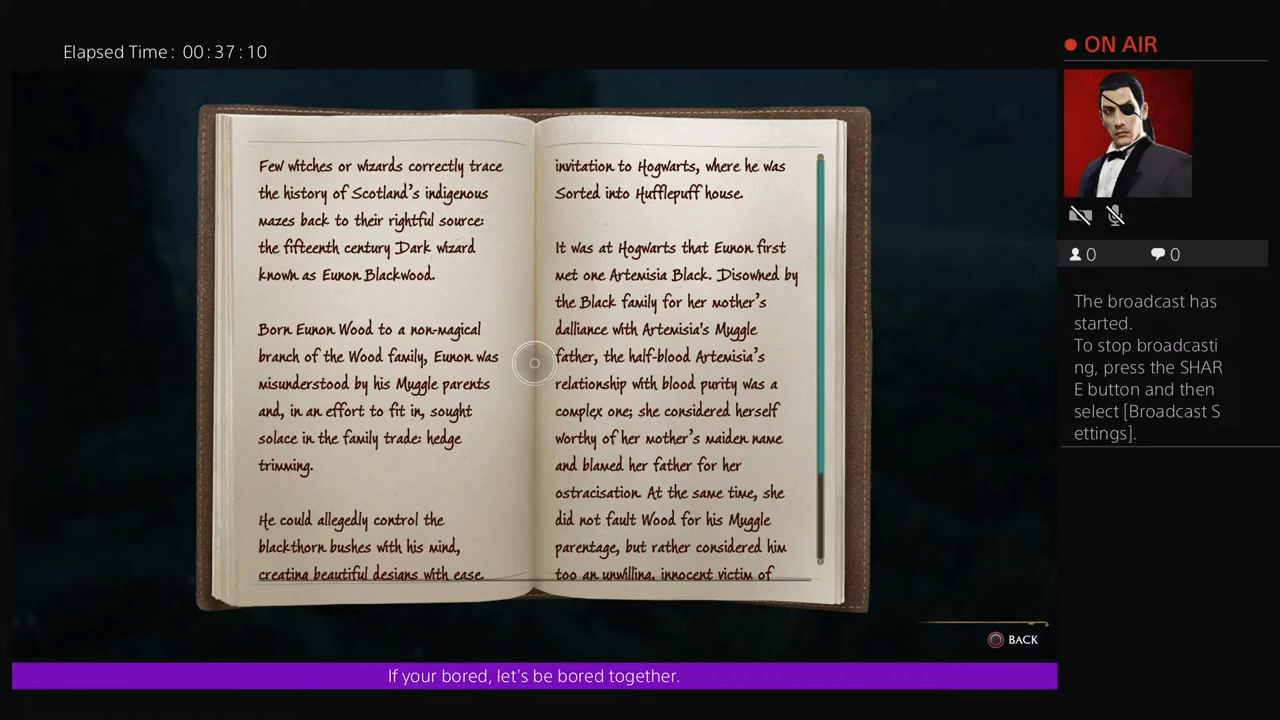 Elapsed Time: 00:37:10
Few witches or wizards correctly trace
the history of Scotland's indigenous
mazes back to their rightful source:
the fifteenth century Dark wizard
known as Eunon Blackwood.
Born Eunon Wood to a non-magical
branch of the Wood family, Eunon was
misunderstood by his Muggle parents
and, in an effort to fit in, sought
solace in the family trade: hedge
trimming.
He could allegedly control the
blackthorn bushes with his mind,
creating beautiful designs with ease.
invitation to Hogwarts, where he was
Sorted into Hufflepuff house.
It was at Hogwarts that Eunon first
met one Artemisia Black. Disowned by
the Black family for her mother's
dalliance with Artemisia's Muggle
father, the half-blood Artemisia's
relationship with blood purity was a
complex one; she considered herself
worthy of her mother's maiden name
and blamed her father for her
ostracisation. At the same time, she
did not fault Wood for his Muggle
parentage, but rather considered him
too an unwilling, innocent victim of
BACK
If your bored, let's be bored together.
ON AIR
0
0
The broadcast has
started.
To stop broadcasti
ng, press the SHAR
E button and then
select [Broadcast S
ettings].